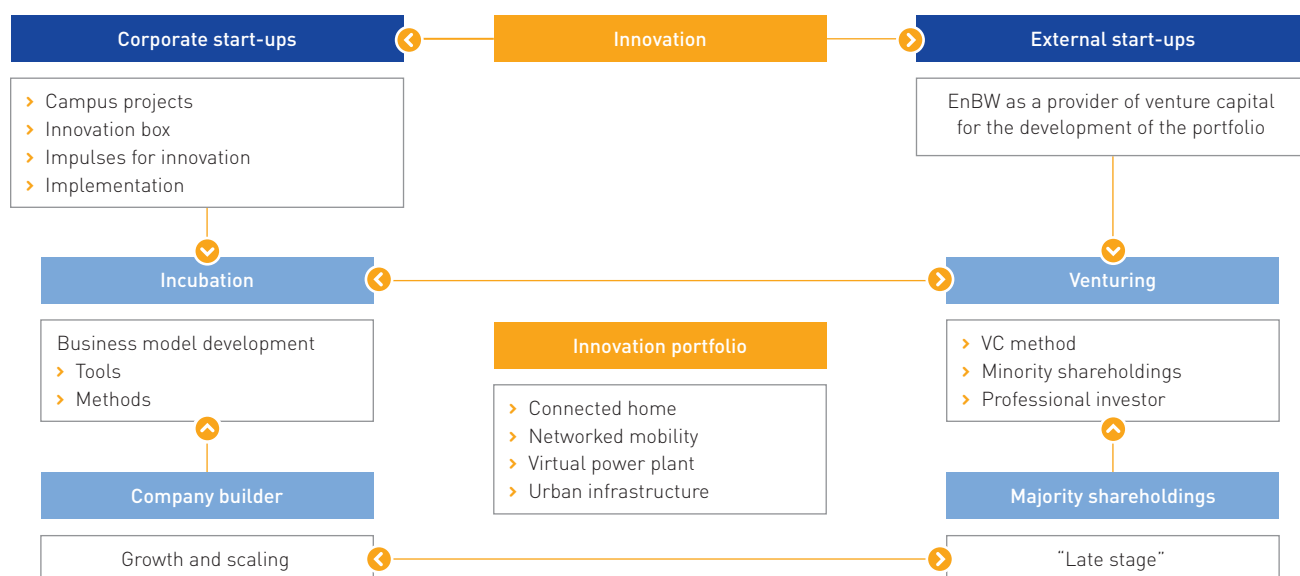 Corporate start-ups
Innovation
External start-ups
Campus projects
Innovation box
Impulses for innovation
Implementation
EnBW as a provider of venture capital
for the development of the portfolio
Incubation
Venturing
Business model development
Tools
Methods
Innovation portfolio
Connected home
Networked mobility
Virtual power plant
Urban infrastructure
VC method
Minority shareholdings
Professional investor
Company builder
Majority shareholdings
Growth and scaling
“Late stage”